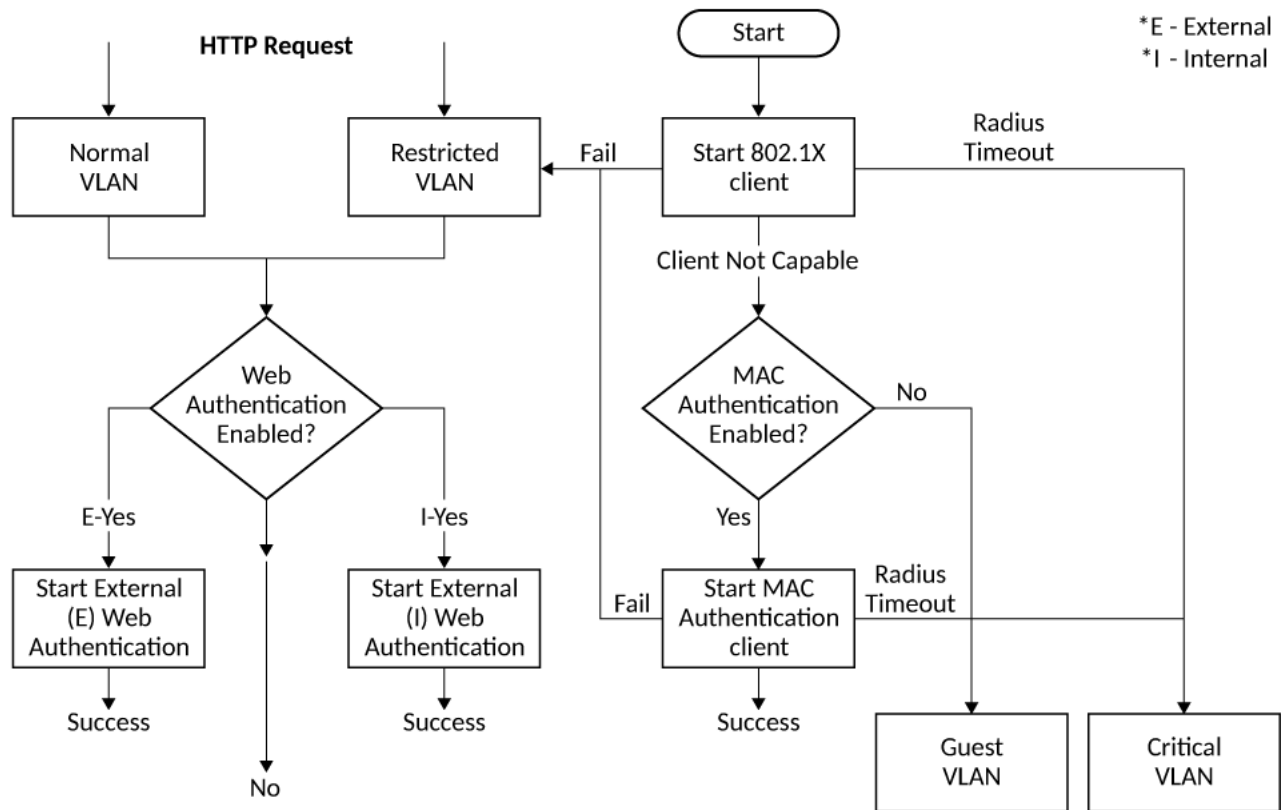 HTTP Request
Start
*E - External
*I - Internal
Normal
VLAN
Restricted
VLAN
Fail
Start 802.1X
client
Radius
Timeout
Client Not Capable
Web
Authentication
Enabled?
MAC
Authentication
Enabled?
No
E-Yes
I-Yes
Yes
Start External
(E) Web
Authentication
Start External
(I) Web
Authentication
Fail
Start MAC
Authentication
client
Radius
Timeout
Success
Success
Success
No
Guest
VLAN
Critical
VLAN